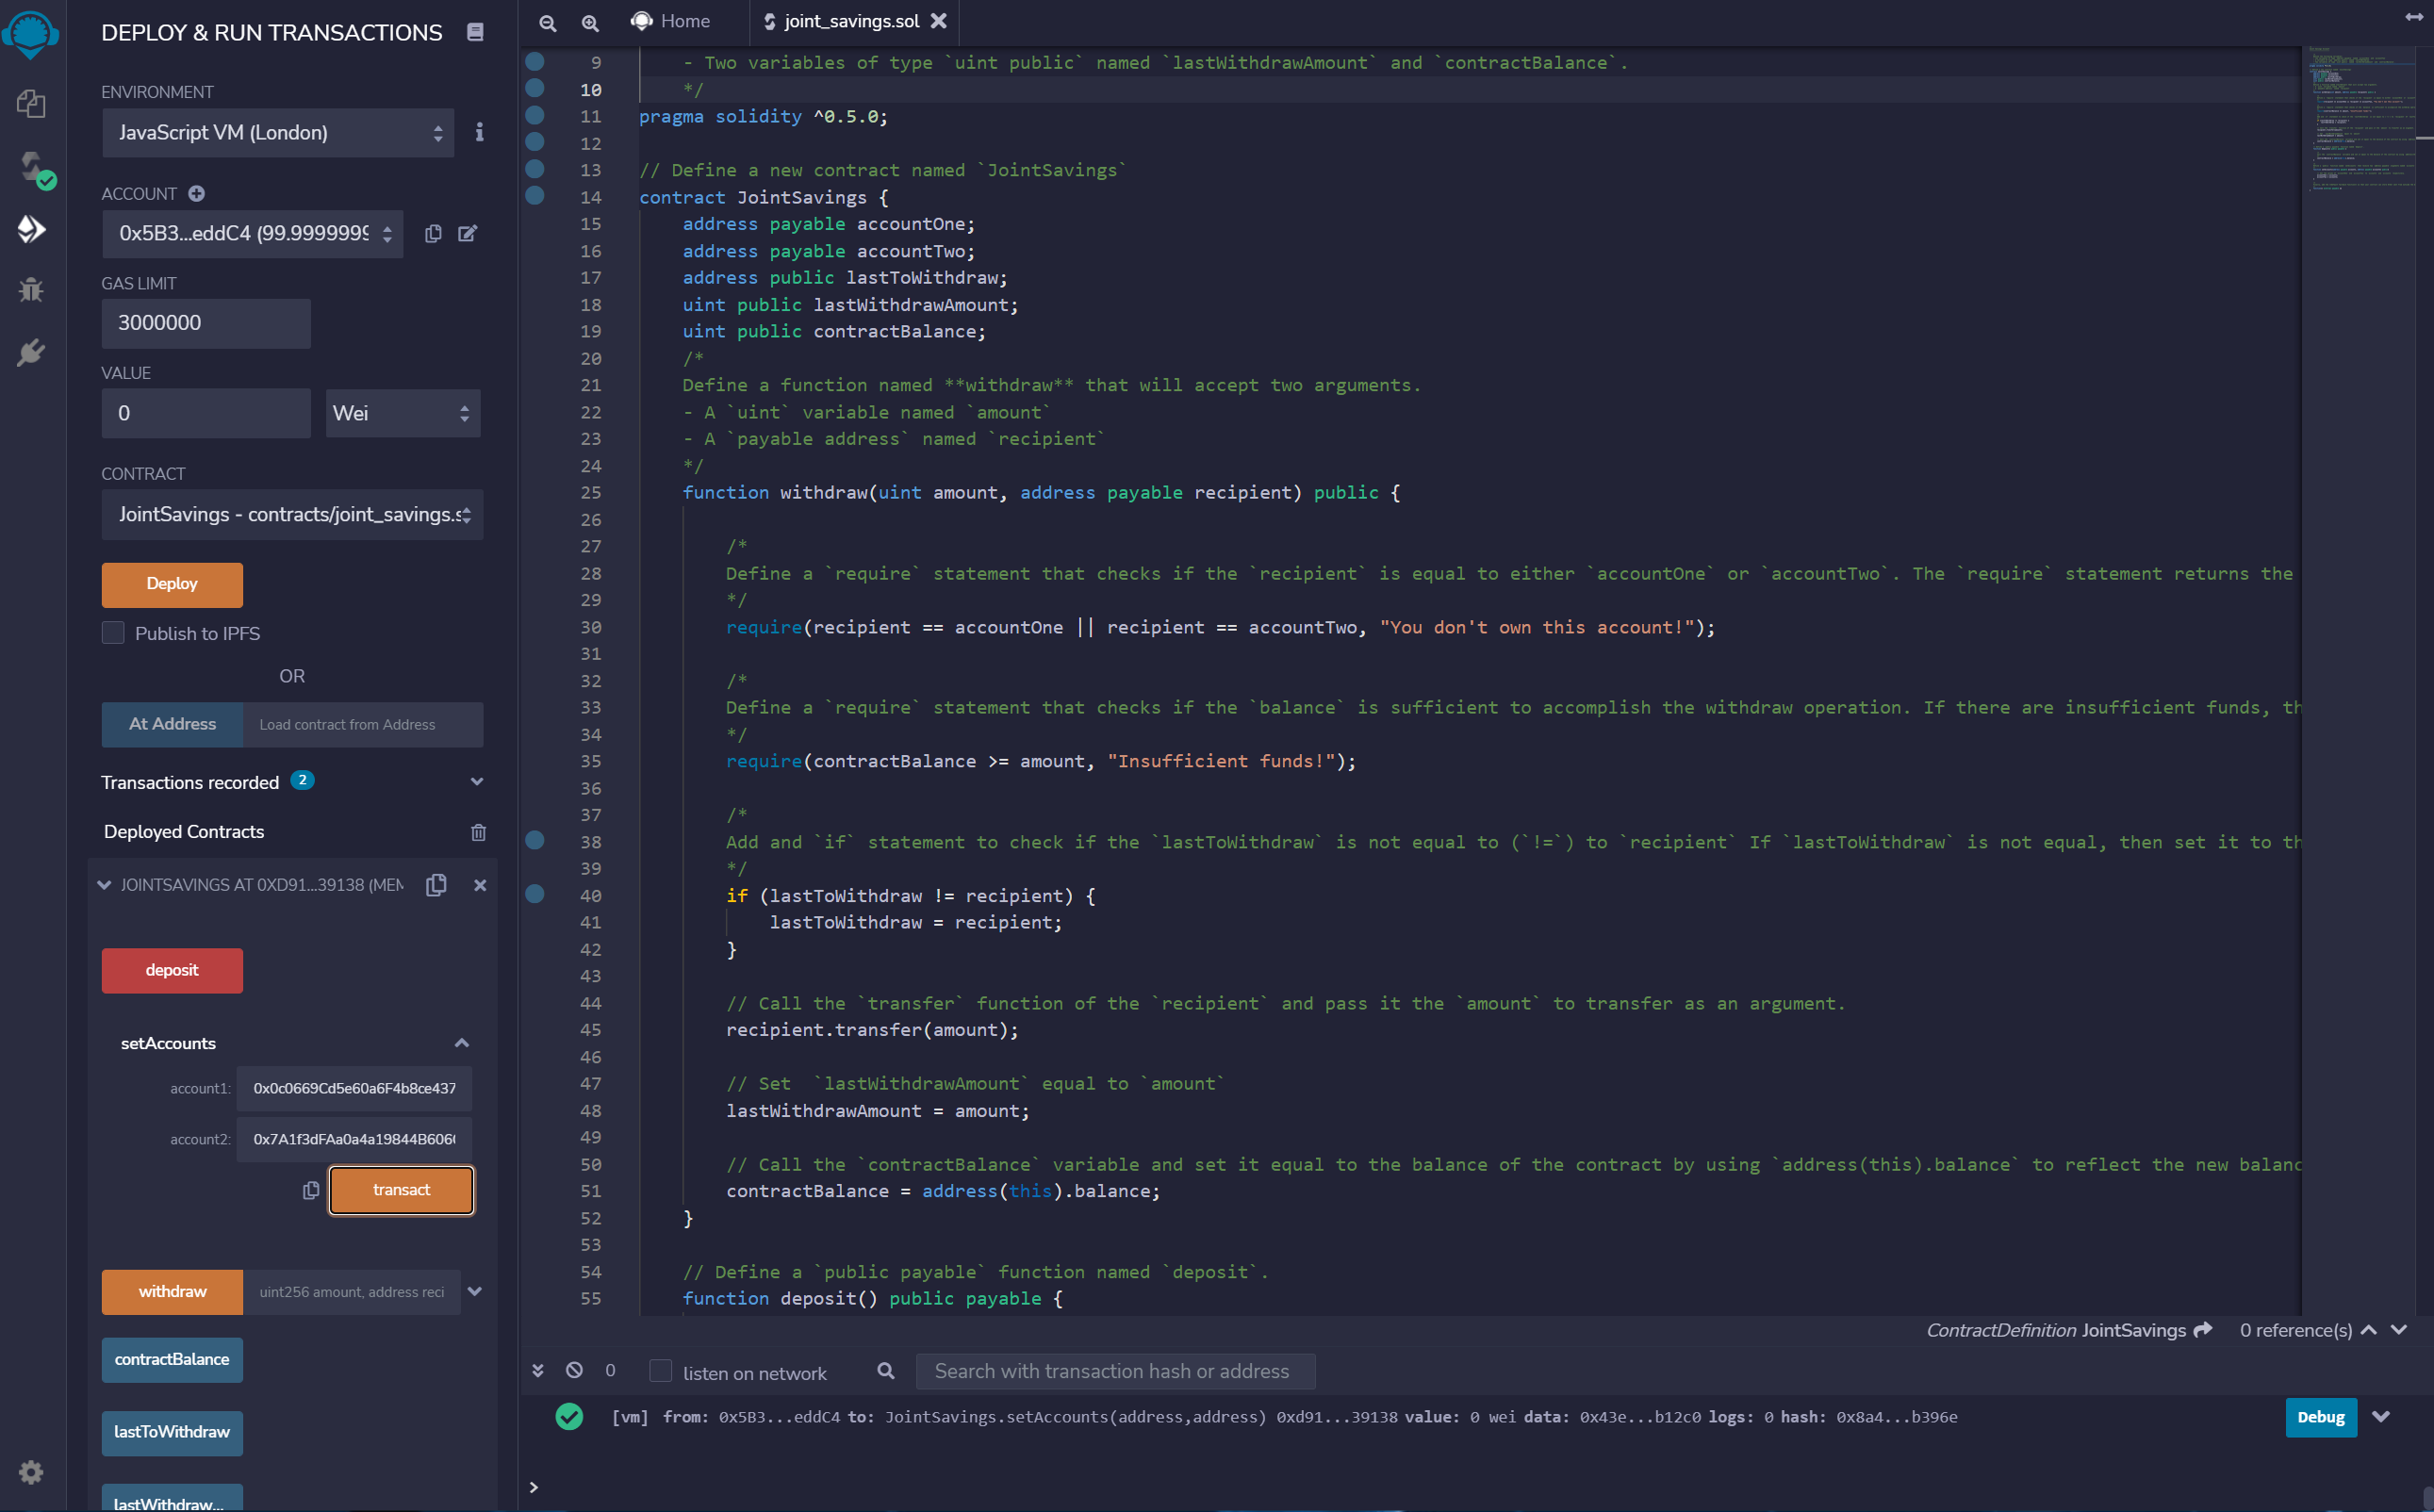 DEPLOY & RUN TRANSACTIONS
ENVIRONMENT
JavaScript VM (London)
ACCOUNT
0x5B3...eddC4 (99.9999999
GAS LIMIT
3000000
VALUE
0
Wei
CONTRACT
JointSavings - contracts/joint_savings.s
Deploy
Publish to IPFS
OR
At Address
Load contract from Address
Transactions recorded 2
Deployed Contracts
JOINTSAVINGS AT 0XD91...39138 (MEM
deposit
setAccounts
account1: 0x0c0669Cd5e60a6F4b8ce437
account2: 0x7A1f3dFAa0a4a19844B606
transact
withdraw
uint256 amount, address reci
contractBalance
lastToWithdraw
lastWithdraw...
Home
joint_savings.sol
9 - Two variables of type `uint public` named `lastWithdrawAmount` and `contractBalance`.
10 */
11 pragma solidity ^0.5.0;
12
13 // Define a new contract named `JointSavings`
14 contract JointSavings {
15 address payable accountOne;
16 address payable accountTwo;
17 address public lastToWithdraw;
18 uint public lastWithdrawAmount;
19 uint public contractBalance;
20 /*
21 Define a function named **withdraw** that will accept two arguments.
22 - A `uint` variable named `amount`
23 - A `payable address` named `recipient`
24 */
25 function withdraw(uint amount, address payable recipient) public {
26
27 /*
28 Define a `require` statement that checks if the `recipient` is equal to either `accountOne` or `accountTwo`. The `require` statement returns the
29 */
30 require(recipient == accountOne || recipient == accountTwo, "You don't own this account!");
31
32 /*
33 Define a `require` statement that checks if the `balance` is sufficient to accomplish the withdraw operation. If there are insufficient funds, th
34 */
35 require(contractBalance >= amount, "Insufficient funds!");
36
37 /*
38 Add and `if` statement to check if the `lastToWithdraw` is not equal to (`!=`) to `recipient` If `lastToWithdraw` is not equal, then set it to th
39 */
40 if (lastToWithdraw != recipient) {
41 lastToWithdraw = recipient;
42 }
43
44 // Call the `transfer` function of the `recipient` and pass it the `amount` to transfer as an argument.
45 recipient.transfer(amount);
46
47 // Set  `lastWithdrawAmount` equal to `amount`
48 lastWithdrawAmount = amount;
49
50 // Call the `contractBalance` variable and set it equal to the balance of the contract by using `address(this).balance` to reflect the new balanc
51 contractBalance = address(this).balance;
52 }
53
54 // Define a `public payable` function named `deposit`.
55 function deposit() public payable {
ContractDefinition JointSavings 0 reference(s)
0 listen on network
Search with transaction hash or address
[vm] from: 0x5B3...eddC4 to: JointSavings.setAccounts(address,address) 0xd91...39138 value: 0 wei data: 0x43e...b12c0 logs: 0 hash: 0x8a4...b396e
Debug
>